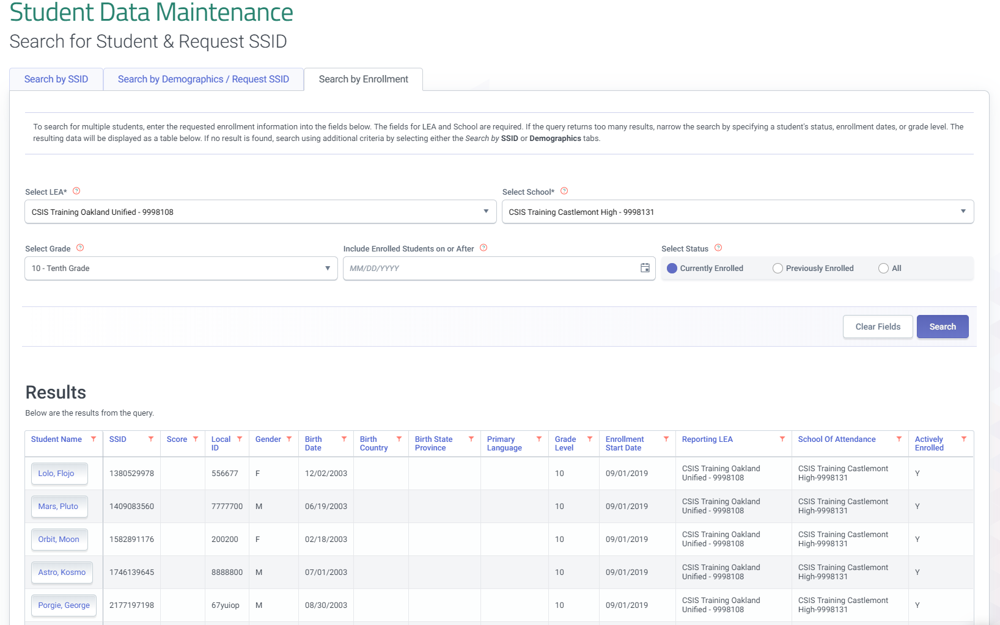 Student Data Maintenance
Search for Student & Request SSID
Search by SSID
Search by Demographics / Request SSID
Search by Enrollment
To search for multiple students, enter the requested enrollment information into the fields below. The fields for LEA and School are required. If the query returns too many results, narrow the search by specifying a student's status, enrollment dates, or grade level. The
resulting data will be displayed as a table below. If no result is found, search using additional criteria by selecting either the Search by SSID or Demographics tabs.
Select LEA*
Select School*
CSIS Training Oakland Unified - 9998108
CSIS Training Castlemont High - 9998131
Select Grade
Include Enrolled Students on or After
Select Status
10 - Tenth Grade
MM/DD/YYYY
Currently Enrolled
Previously Enrolled
All
Clear Fields
Search
Results
Below are the results from the query.
Student Name SSID Score Local ID Gender Birth Date Birth Country Birth State Province Primary Language Grade Level Enrollment Start Date Reporting LEA School Of Attendance Actively Enrolled
Lolo, Flojo 1380529978 556677 F 12/02/2003 10 09/01/2019 CSIS Training Oakland Unified - 9998108 CSIS Training Castlemont High-9998131 Y
Mars, Pluto 1409083560 7777700 M 06/19/2003 10 09/01/2019 CSIS Training Oakland Unified - 9998108 CSIS Training Castlemont High-9998131 Y
Orbit, Moon 1582891176 200200 F 02/18/2003 10 09/01/2019 CSIS Training Oakland Unified - 9998108 CSIS Training Castlemont High-9998131 Y
Astro, Kosmo 1746139645 8888800 M 07/01/2003 10 09/01/2019 CSIS Training Oakland Unified - 9998108 CSIS Training Castlemont High-9998131 Y
Porgie, George 2177197198 67yuiop M 08/30/2003 10 09/01/2019 CSIS Training Oakland Unified - 9998108 CSIS Training Castlemont High-9998131 Y